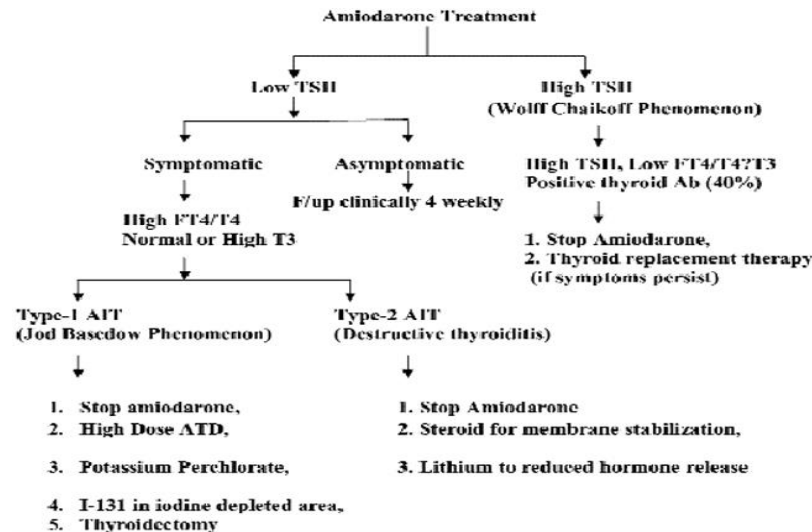 Amiodarone Treatment
Low TSH
High TSH
(Wolff Chaikoff Phenomenon)
Symptomatic
Asymptomatic
High TSH, Low FT4/T4?T3
Positive thyroid Ab (40%)
F/up clinically 4 weekly
High FT4/T4
Normal or High T3
1. Stop Amiodarone,
2. Thyroid replacement therapy
(if symptoms persist)
Type-1 AIT
(Jod Basedow Phenomenon)
Type-2 AIT
(Destructive thyroiditis)
1. Stop amiodarone,
2. High Dose ATD,
3. Potassium Perchlorate,
4. I-131 in iodine depleted area,
5. Thyroidectomy
1. Stop Amiodarone
2. Steroid for membrane stabilization,
3. Lithium to reduced hormone release